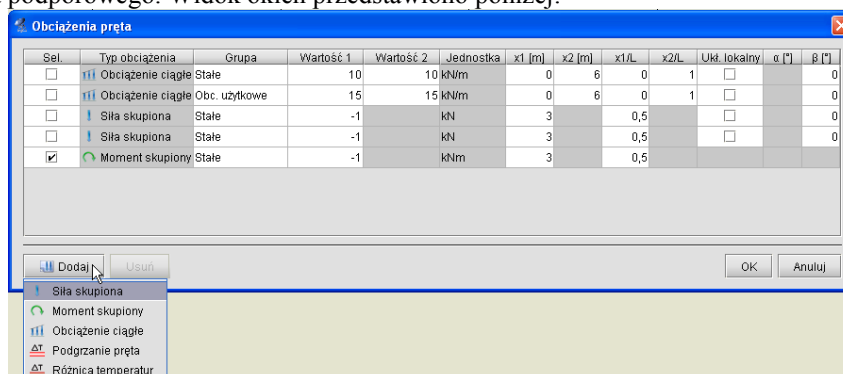 podporowego. Widok okien przedstawiono poniżej:
Obciążenia pręta
Sel. Typ obciążenia Grupa Wartość 1 Wartość 2 Jednostka x1 [m] x2 [m] x1/L x2/L Ukł. lokalny α [°] β [°]
Obciążenie ciągłe Stałe 10 10 kN/m 0 6 0 1 0
Obciążenie ciągłe Obc. użytkowe 15 15 kN/m 0 6 0 1 0
Siła skupiona Stałe -1 kN 3 0,5 0
Siła skupiona Stałe -1 kN 3 0,5 0
Moment skupiony Stałe -1 kNm 3 0,5
Dodaj Usuń OK Anuluj
Siła skupiona
Moment skupiony
Obciążenie ciągłe
ΔT Podgrzanie pręta
ΔT Różnica temperatur